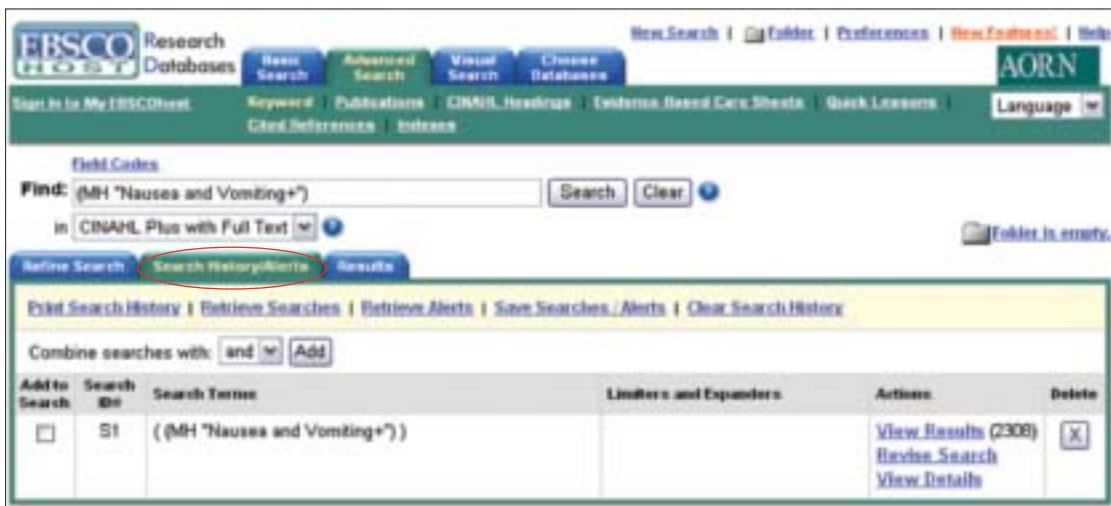 New Search | Folder | Preferences | New Features! | Help
EBSCO HOST Research Databases
Basic Search Advanced Search Visual Search Choose Databases
AORN
Sign In to My EBSCOhost Keyword | Publications | CINAHL Headings | Evidence-Based Care Sheets | Quick Lessons | Language
Cited References | Indexes
Field Codes
Find: (MH "Nausea and Vomiting+") Search Clear
in CINAHL Plus with Full Text
Folder is empty.
Refine Search Search History/Alerts Results
Print Search History | Retrieve Searches | Retrieve Alerts | Save Searches / Alerts | Clear Search History
Combine searches with: and Add
Add to Search Search ID# Search Terms Limiters and Expanders Actions Delete
S1 ( (MH "Nausea and Vomiting+") ) View Results (2308) X
Revise Search
View Details